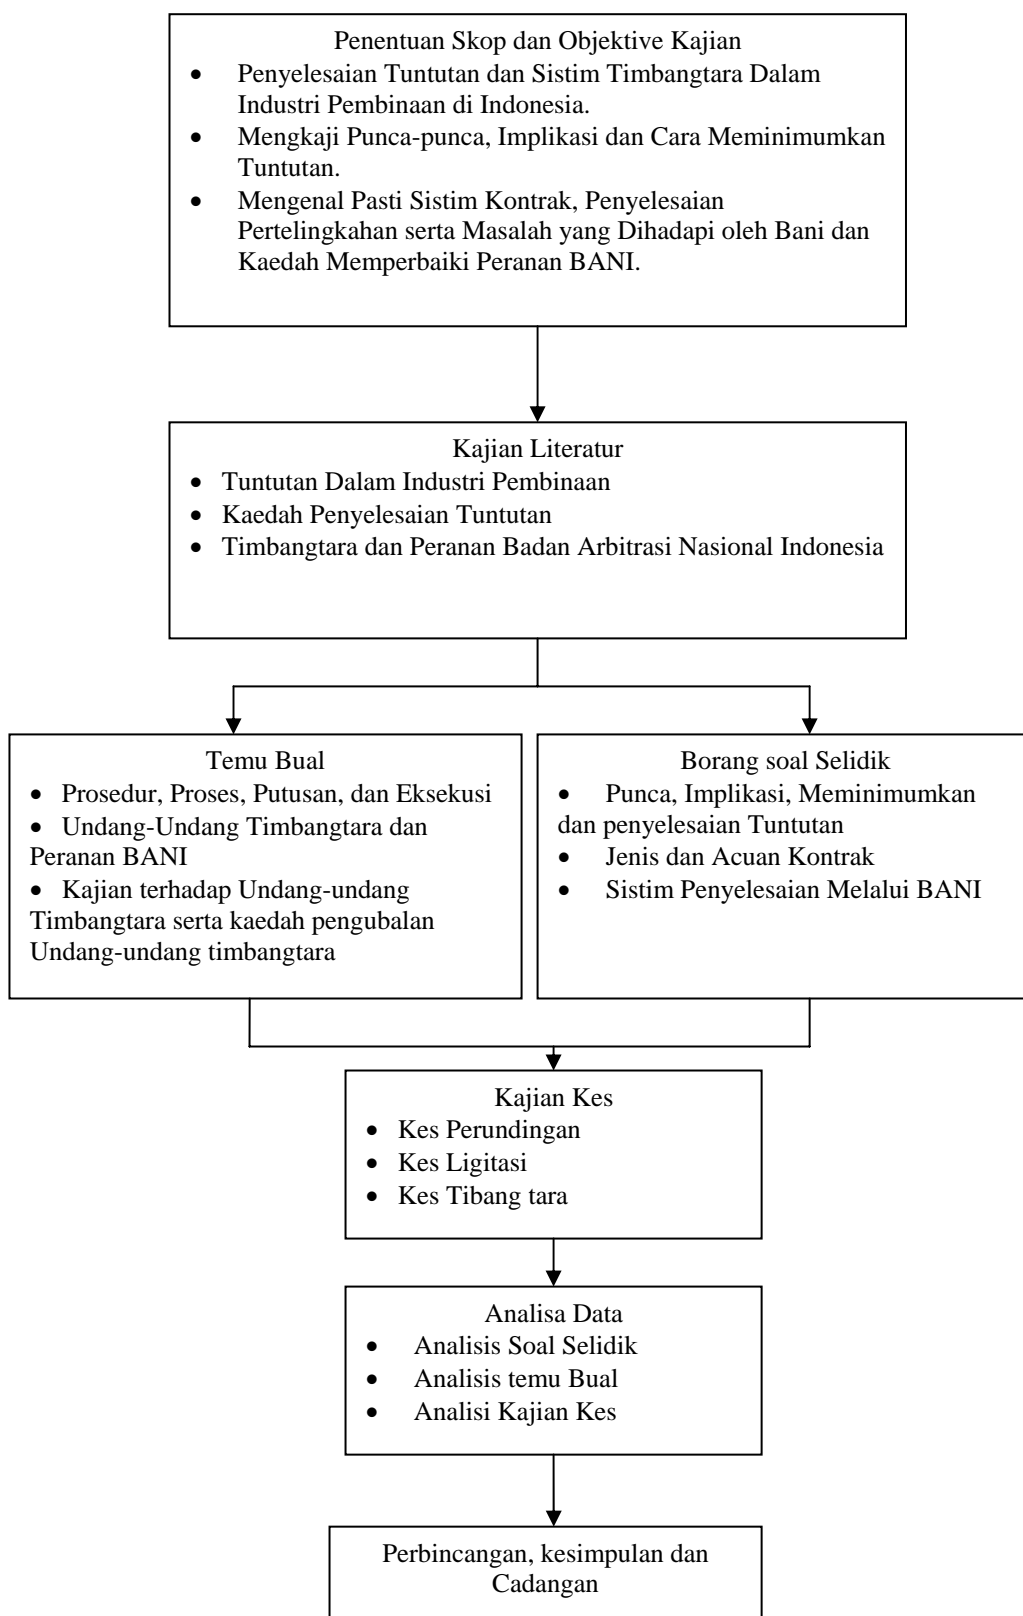 Penentuan Skop dan Objektive Kajian
• Penyelesaian Tuntutan dan Sistim Timbangtara Dalam
Industri Pembinaan di Indonesia.
• Mengkaji Punca-punca, Implikasi dan Cara Meminimumkan
Tuntutan.
• Mengenal Pasti Sistim Kontrak, Penyelesaian
Pertelingkahan serta Masalah yang Dihadapi oleh Bani dan
Kaedah Memperbaiki Peranan BANI.
Kajian Literatur
• Tuntutan Dalam Industri Pembinaan
• Kaedah Penyelesaian Tuntutan
• Timbangtara dan Peranan Badan Arbitrasi Nasional Indonesia
Temu Bual
• Prosedur, Proses, Putusan, dan Eksekusi
• Undang-Undang Timbangtara dan
Peranan BANI
• Kajian terhadap Undang-undang
Timbangtara serta kaedah pengubalan
Undang-undang timbangtara
Borang soal Selidik
• Punca, Implikasi, Meminimumkan
dan penyelesaian Tuntutan
• Jenis dan Acuan Kontrak
• Sistim Penyelesaian Melalui BANI
Kajian Kes
• Kes Perundingan
• Kes Ligitasi
• Kes Tibang tara
Analisa Data
• Analisis Soal Selidik
• Analisis temu Bual
• Analisi Kajian Kes
Perbincangan, kesimpulan dan
Cadangan